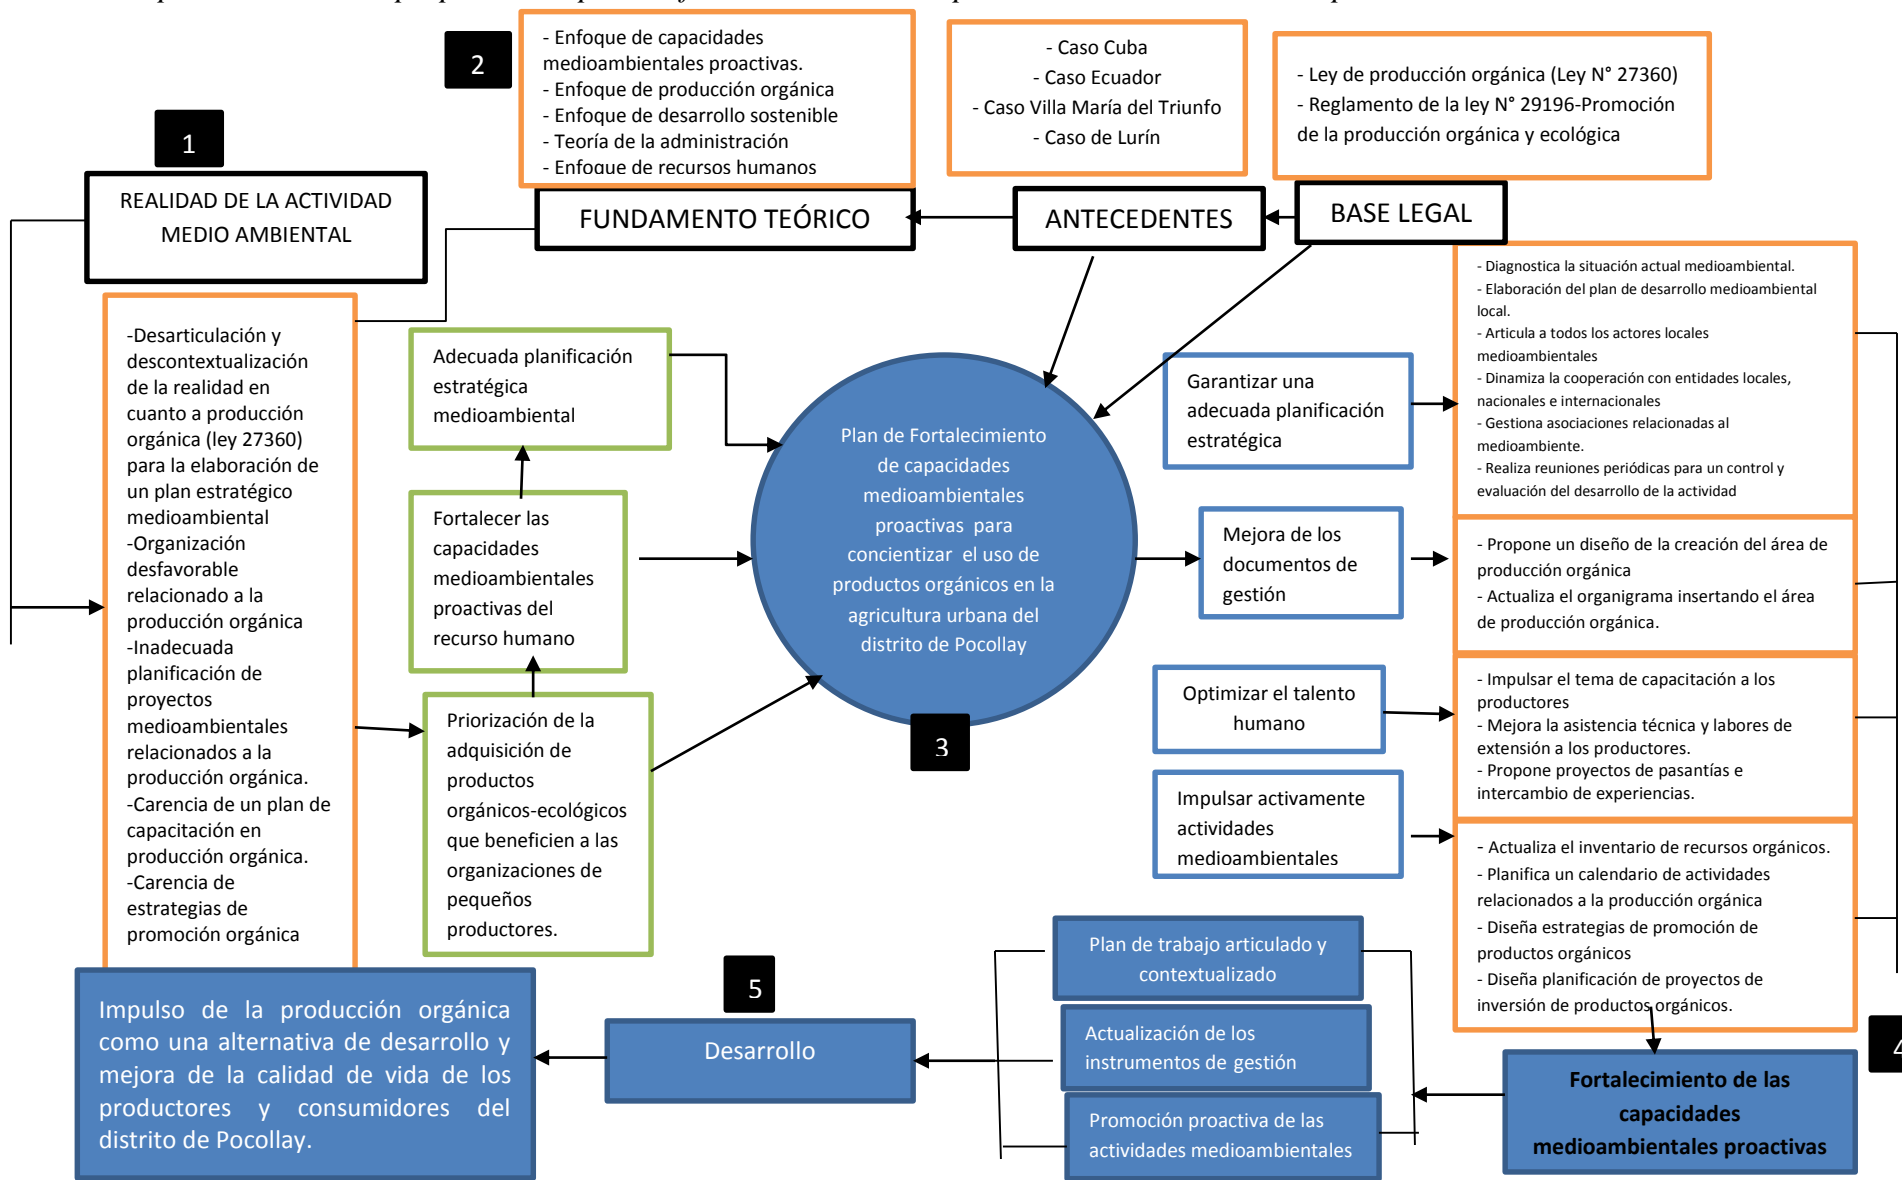 2
- Enfoque de capacidades
medioambientales proactivas.
- Enfoque de producción orgánica
- Enfoque de desarrollo sostenible
- Teoría de la administración
- Enfoque de recursos humanos
- Caso Cuba
- Caso Ecuador
- Caso Villa María del Triunfo
- Caso de Lurín
- Ley de producción orgánica (Ley N° 27360)
- Reglamento de la ley N° 29196-Promoción
de la producción orgánica y ecológica
1
REALIDAD DE LA ACTIVIDAD
MEDIO AMBIENTAL
FUNDAMENTO TEÓRICO
ANTECEDENTES
BASE LEGAL
-Desarticulación y
descontextualización
de la realidad en
cuanto a producción
orgánica (ley 27360)
para la elaboración de
un plan estratégico
medioambiental
-Organización
desfavorable
relacionado a la
producción orgánica
-Inadecuada
planificación de
proyectos
medioambientales
relacionados a la
producción orgánica.
-Carencia de un plan de
capacitación en
producción orgánica.
-Carencia de
estrategias de
promoción orgánica
Adecuada planificación
estratégica
medioambiental
Fortalecer las
capacidades
medioambientales
proactivas del
recurso humano
Priorización de la
adquisición de
productos
orgánicos-ecológicos
que beneficien a las
organizaciones de
pequeños
productores.
Plan de Fortalecimiento
de capacidades
medioambientales
proactivas para
concientizar el uso de
productos orgánicos en la
agricultura urbana del
distrito de Pocollay
3
Garantizar una
adecuada planificación
estratégica
Mejora de los
documentos de
gestión
Optimizar el talento
humano
Impulsar activamente
actividades
medioambientales
- Diagnostica la situación actual medioambiental.
- Elaboración del plan de desarrollo medioambiental
local.
- Articula a todos los actores locales
medioambientales
- Dinamiza la cooperación con entidades locales,
nacionales e internacionales
- Gestiona asociaciones relacionadas al
medioambiente.
- Realiza reuniones periódicas para un control y
evaluación del desarrollo de la actividad
- Propone un diseño de la creación del área de
producción orgánica
- Actualiza el organigrama insertando el área
de producción orgánica.
- Impulsar el tema de capacitación a los
productores
- Mejora la asistencia técnica y labores de
extensión a los productores.
- Propone proyectos de pasantías e
intercambio de experiencias.
- Actualiza el inventario de recursos orgánicos.
- Planifica un calendario de actividades
relacionados a la producción orgánica
- Diseña estrategias de promoción de
productos orgánicos
- Diseña planificación de proyectos de
inversión de productos orgánicos.
4
Fortalecimiento de las
capacidades
medioambientales proactivas
Plan de trabajo articulado y
contextualizado
Actualización de los
instrumentos de gestión
Promoción proactiva de las
actividades medioambientales
5
Desarrollo
Impulso de la producción orgánica
como una alternativa de desarrollo y
mejora de la calidad de vida de los
productores y consumidores del
distrito de Pocollay.